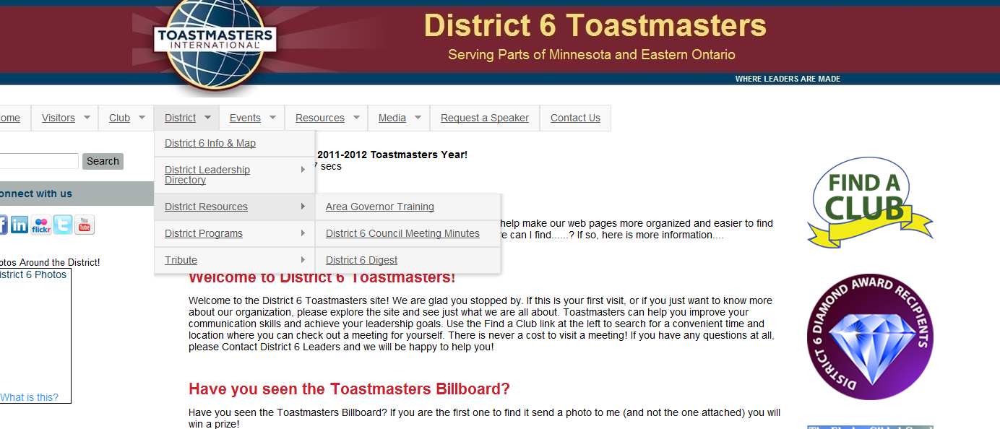 TOASTMASTERS
INTERNATIONAL
District 6 Toastmasters
Serving Parts of Minnesota and Eastern Ontario
WHERE LEADERS ARE MADE
ome
Visitors
Club
District
Events
Resources
Media
Request a Speaker
Contact Us
District 6 Info & Map
District Leadership
Directory
District Resources
District Programs
Tribute
Area Governor Training
District 6 Council Meeting Minutes
District 6 Digest
Search
onnect with us
f
in
flickr
t
You
Tube
otos Around the District!
istrict 6 Photos
What is this?
2011-2012 Toastmasters Year!
7 secs
help make our web pages more organized and easier to find
e can I find......? If so, here is more information....
Welcome to District 6 Toastmasters!
Welcome to the District 6 Toastmasters site! We are glad you stopped by. If this is your first visit, or if you just want to know more
about our organization, please explore the site and see just what we are all about. Toastmasters can help you improve your
communication skills and achieve your leadership goals. Use the Find a Club link at the left to search for a convenient time and
location where you can check out a meeting for yourself. There is never a cost to visit a meeting! If you have any questions at all,
please Contact District 6 Leaders and we will be happy to help you!
Have you seen the Toastmasters Billboard?
Have you seen the Toastmasters Billboard? If you are the first one to find it send a photo to me (and not the one attached) you will
win a prize!
FIND A
CLUB
DISTRICT 6 DIAMOND AWARD RECIPIENTS